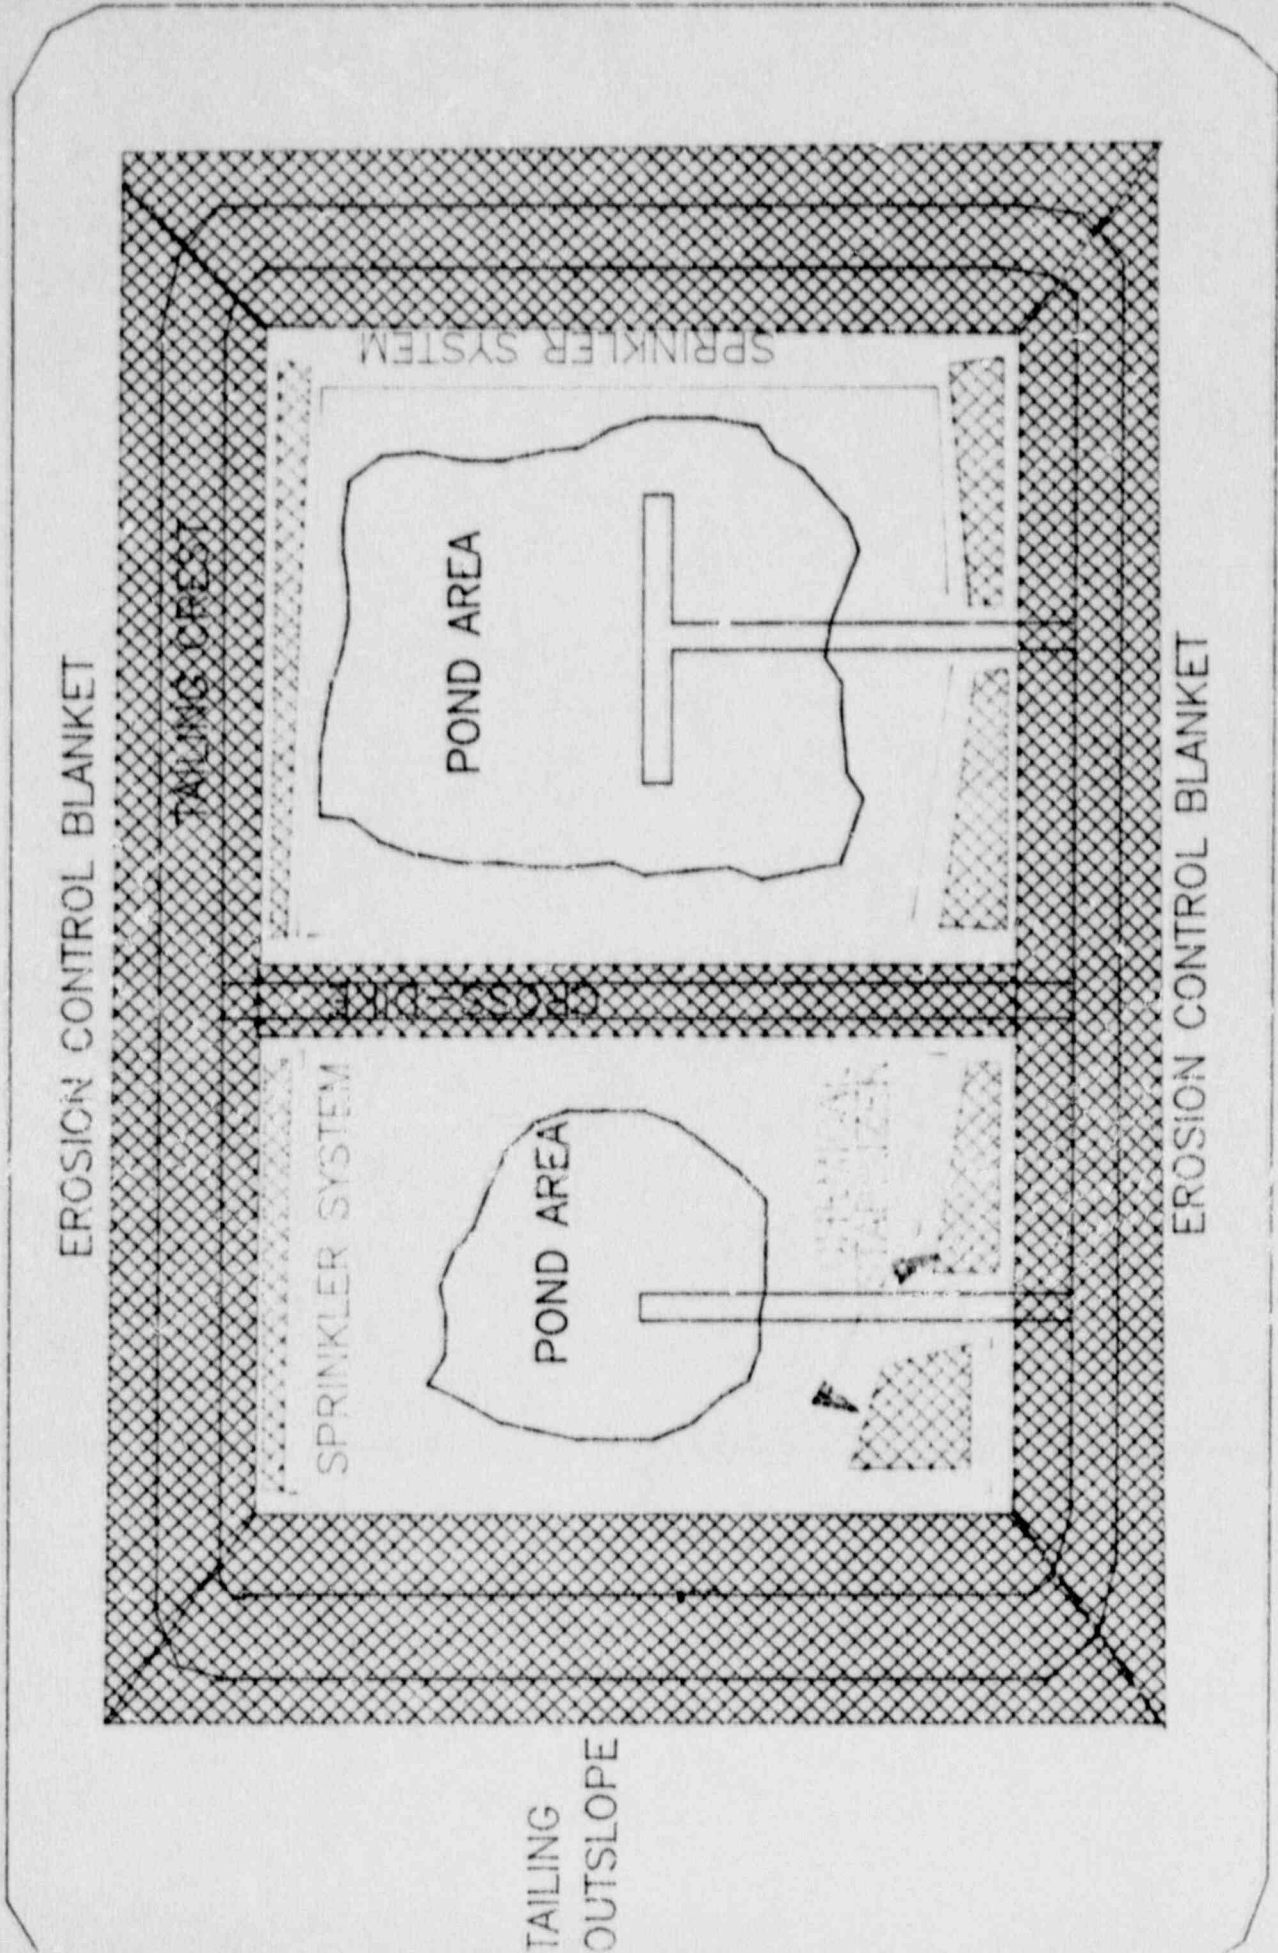 EROSION CONTROL BLANKET
TAILING CREST
SPRINKLER SYSTEM
CROSS-DIKE
SPRINKLER SYSTEM
POND AREA
POND AREA
TAILING
OUTSLOPE
EROSION CONTROL BLANKET